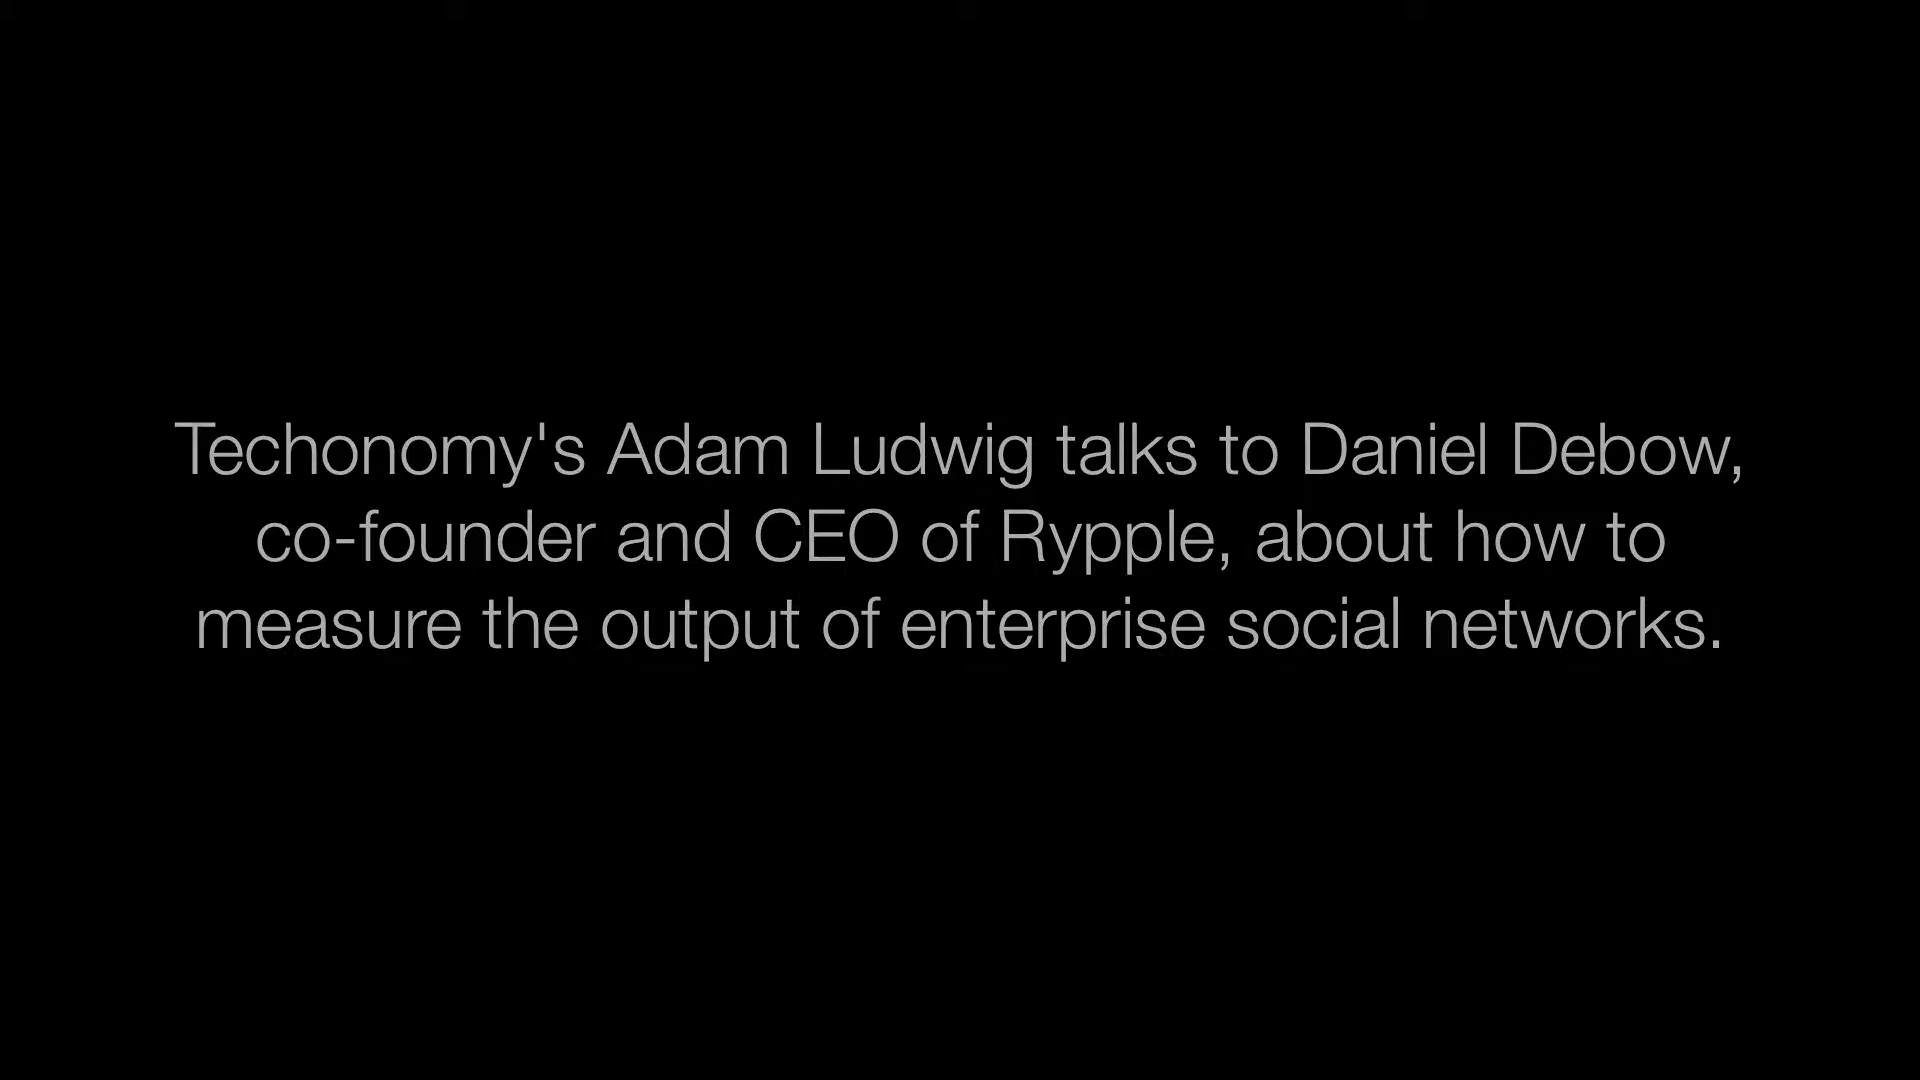 Techonomy's Adam Ludwig talks to Daniel Debow,
co-founder and CEO of Rypple, about how to
measure the output of enterprise social networks.